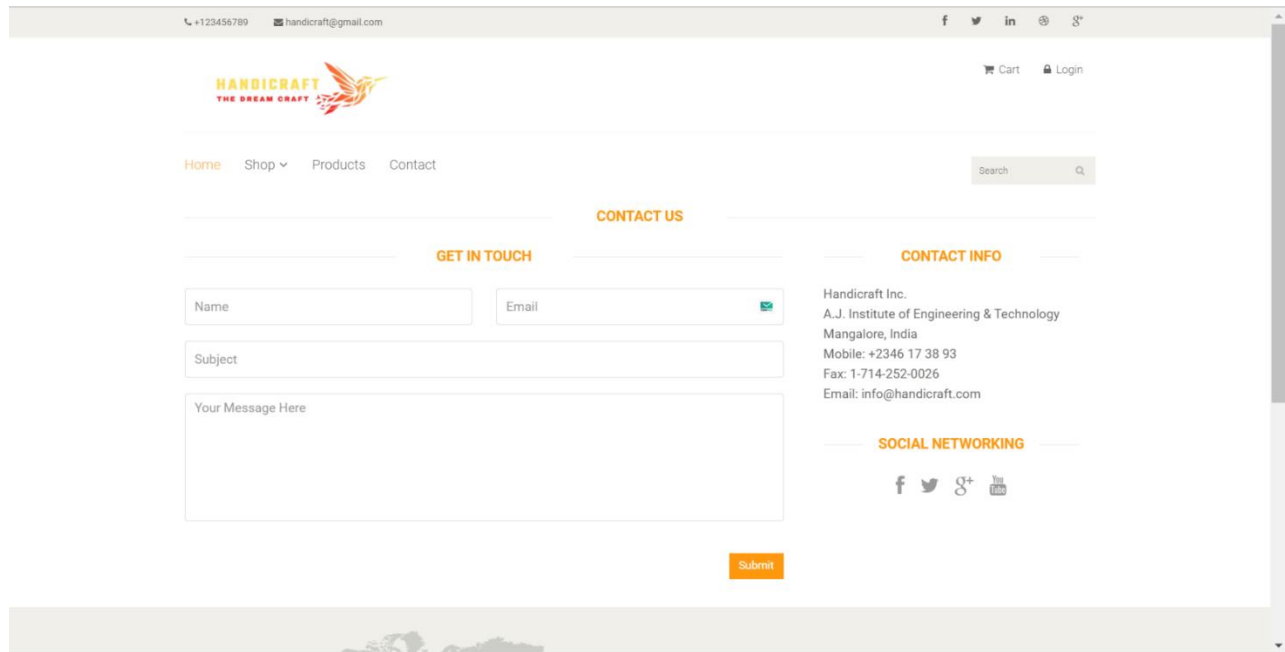 +123456789 handicraft@gmail.com
HANDICRAFT
THE DREAM CRAFT
Cart Login
Home Shop Products Contact
Search
CONTACT US
GET IN TOUCH
Name Email
Subject
Your Message Here
Submit
CONTACT INFO
Handicraft Inc.
A.J. Institute of Engineering & Technology
Mangalore, India
Mobile: +2346 17 38 93
Fax: 1-714-252-0026
Email: info@handicraft.com
SOCIAL NETWORKING
You
Tube